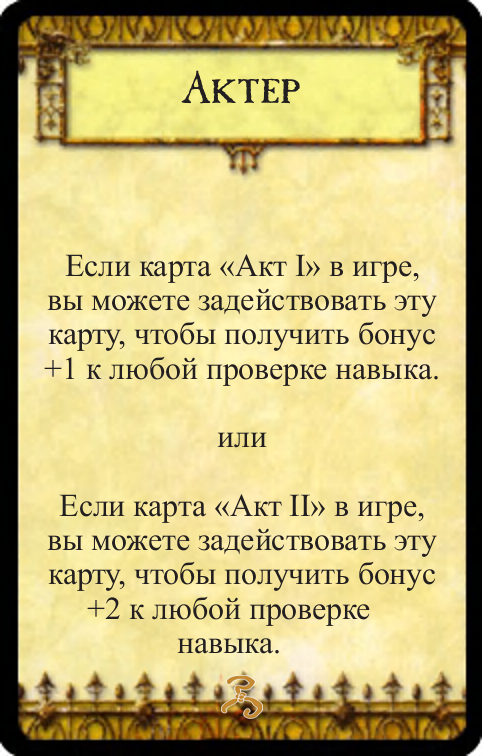 Актер
Если карта «Акт I» в игре,
вы можете задействовать эту
карту, чтобы получить бонус
+1 к любой проверке навыка.
или
Если карта «Акт II» в игре,
вы можете задействовать эту
карту, чтобы получить бонус
+2 к любой проверке
навыка.